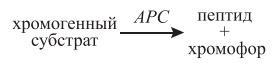 хромогенный
субстрат
APC
пептид
+
хромофор